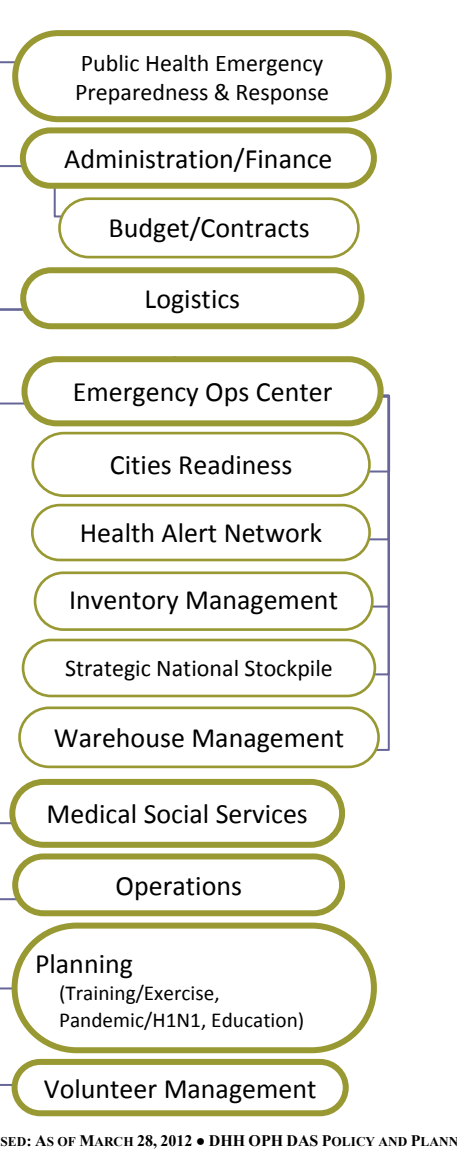 Public Health Emergency
Preparedness & Response
Administration/Finance
Budget/Contracts
Logistics
Emergency Ops Center
Cities Readiness
Health Alert Network
Inventory Management
Strategic National Stockpile
Warehouse Management
Medical Social Services
Operations
Planning
(Training/Exercise,
Pandemic/H1N1, Education)
Volunteer Management
SED: AS OF MARCH 28, 2012 ● DHH OPH DAS POLICY AND PLANN